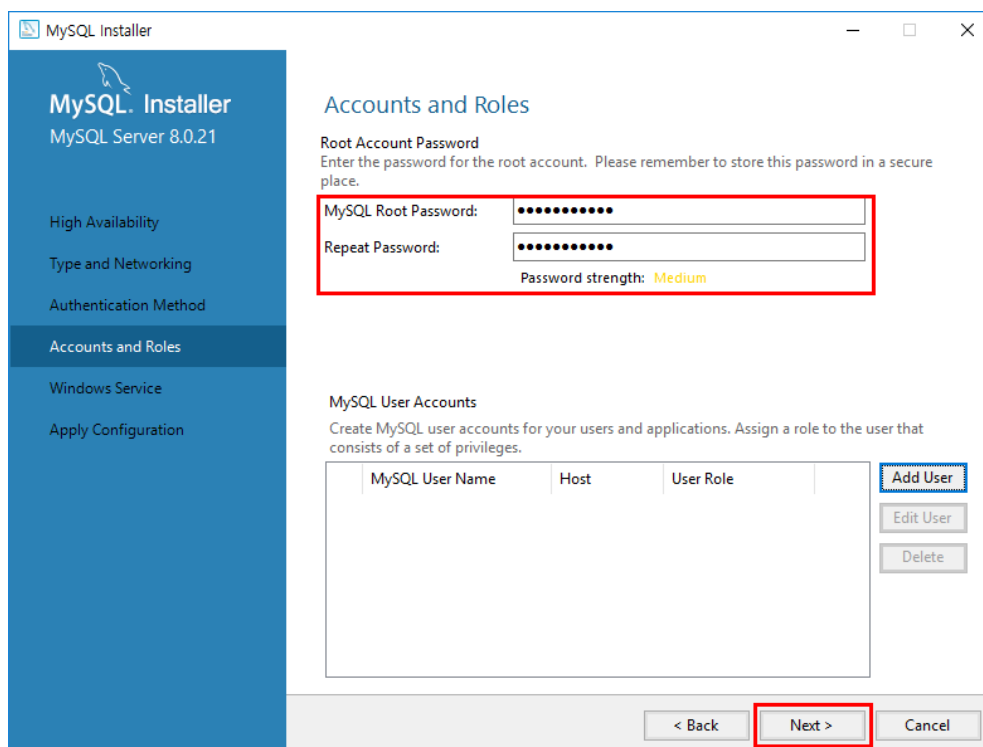 MySQL Installer
MySQL. Installer
MySQL Server 8.0.21
High Availability
Type and Networking
Authentication Method
Accounts and Roles
Windows Service
Apply Configuration
Accounts and Roles
Root Account Password
Enter the password for the root account. Please remember to store this password in a secure
place.
MySQL Root Password: ●●●●●●●●●●●
Repeat Password: ●●●●●●●●●●●
Password strength: Medium
MySQL User Accounts
Create MySQL user accounts for your users and applications. Assign a role to the user that
consists of a set of privileges.
MySQL User Name Host User Role
Add User
Edit User
Delete
< Back Next > Cancel